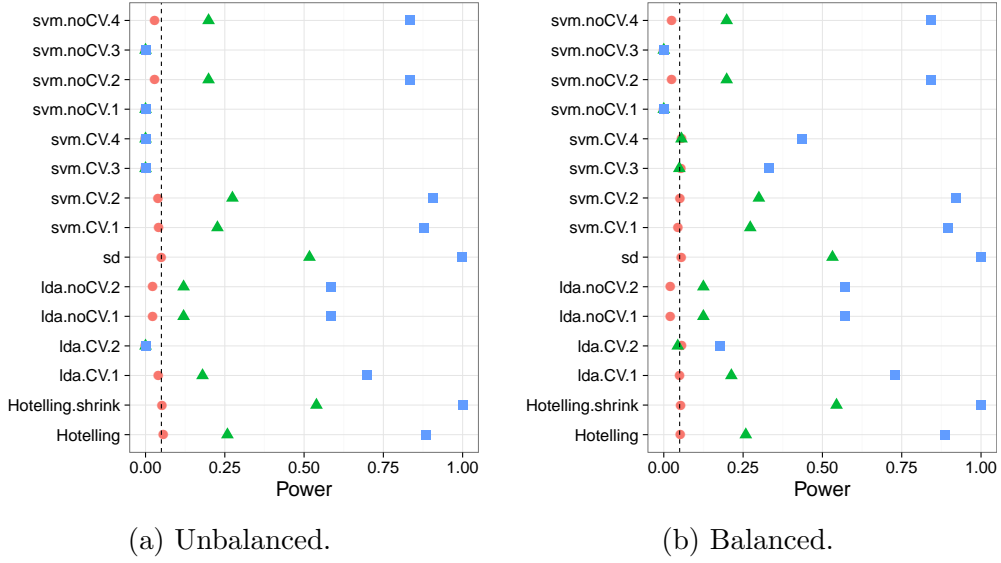 svm.noCV.4
svm.noCV.3
svm.noCV.2
svm.noCV.1
svm.CV.4
svm.CV.3
svm.CV.2
svm.CV.1
sd
lda.noCV.2
lda.noCV.1
lda.CV.2
lda.CV.1
Hotelling.shrink
Hotelling
0.00 0.25 0.50 0.75 1.00
Power
(a) Unbalanced.
svm.noCV.4
svm.noCV.3
svm.noCV.2
svm.noCV.1
svm.CV.4
svm.CV.3
svm.CV.2
svm.CV.1
sd
lda.noCV.2
lda.noCV.1
lda.CV.2
lda.CV.1
Hotelling.shrink
Hotelling
0.00 0.25 0.50 0.75 1.00
Power
(b) Balanced.